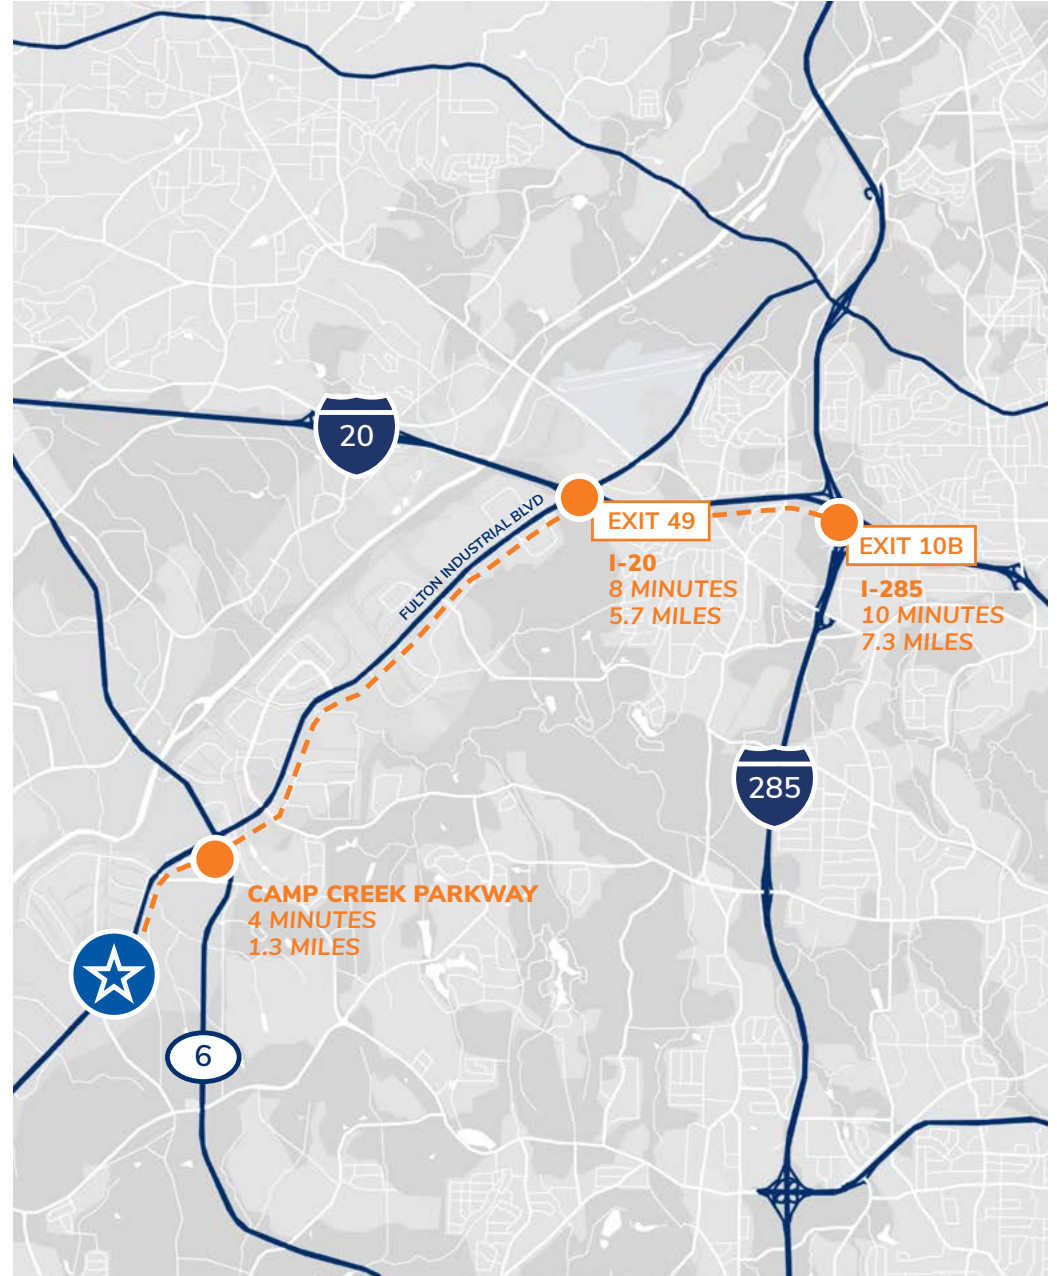 20
FULTON INDUSTRIAL BLVD
EXIT 49
I-20
8 MINUTES
5.7 MILES
EXIT 10B
I-285
10 MINUTES
7.3 MILES
285
CAMP CREEK PARKWAY
4 MINUTES
1.3 MILES
6